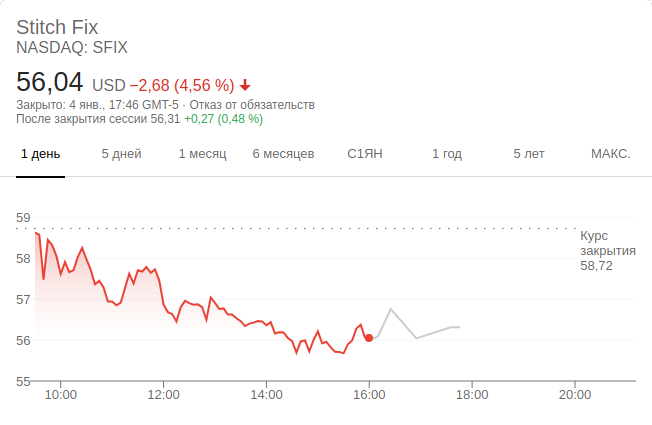 Stitch Fix
NASDAQ: SFIX
56,04 USD −2,68 (4,56 %)
Закрыто: 4 янв., 17:46 GMT-5 · Отказ от обязательств
После закрытия сессии 56,31 +0,27 (0,48 %)
1 день 5 дней 1 месяц 6 месяцев С1ЯН 1 год 5 лет МАКС.
59
Курс
закрытия
58,72
58
57
56
55
10:00 12:00 14:00 16:00 18:00 20:00